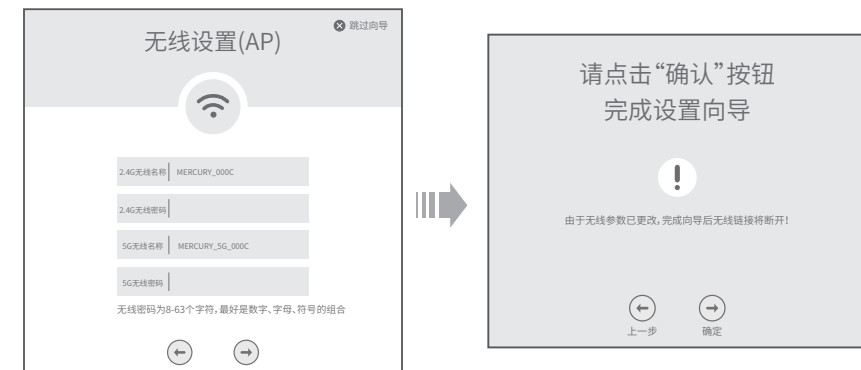 无线设置(AP)
跳过向导
2.4G无线名称 MERCURY_000C
2.4G无线密码
5G无线名称 MERCURY_5G_000C
5G无线密码
无线密码为8-63个字符,最好是数字、字母、符号的组合
请点击“确认”按钮
完成设置向导
由于无线参数已更改,完成向导后无线链接将断开!
上一步 确定